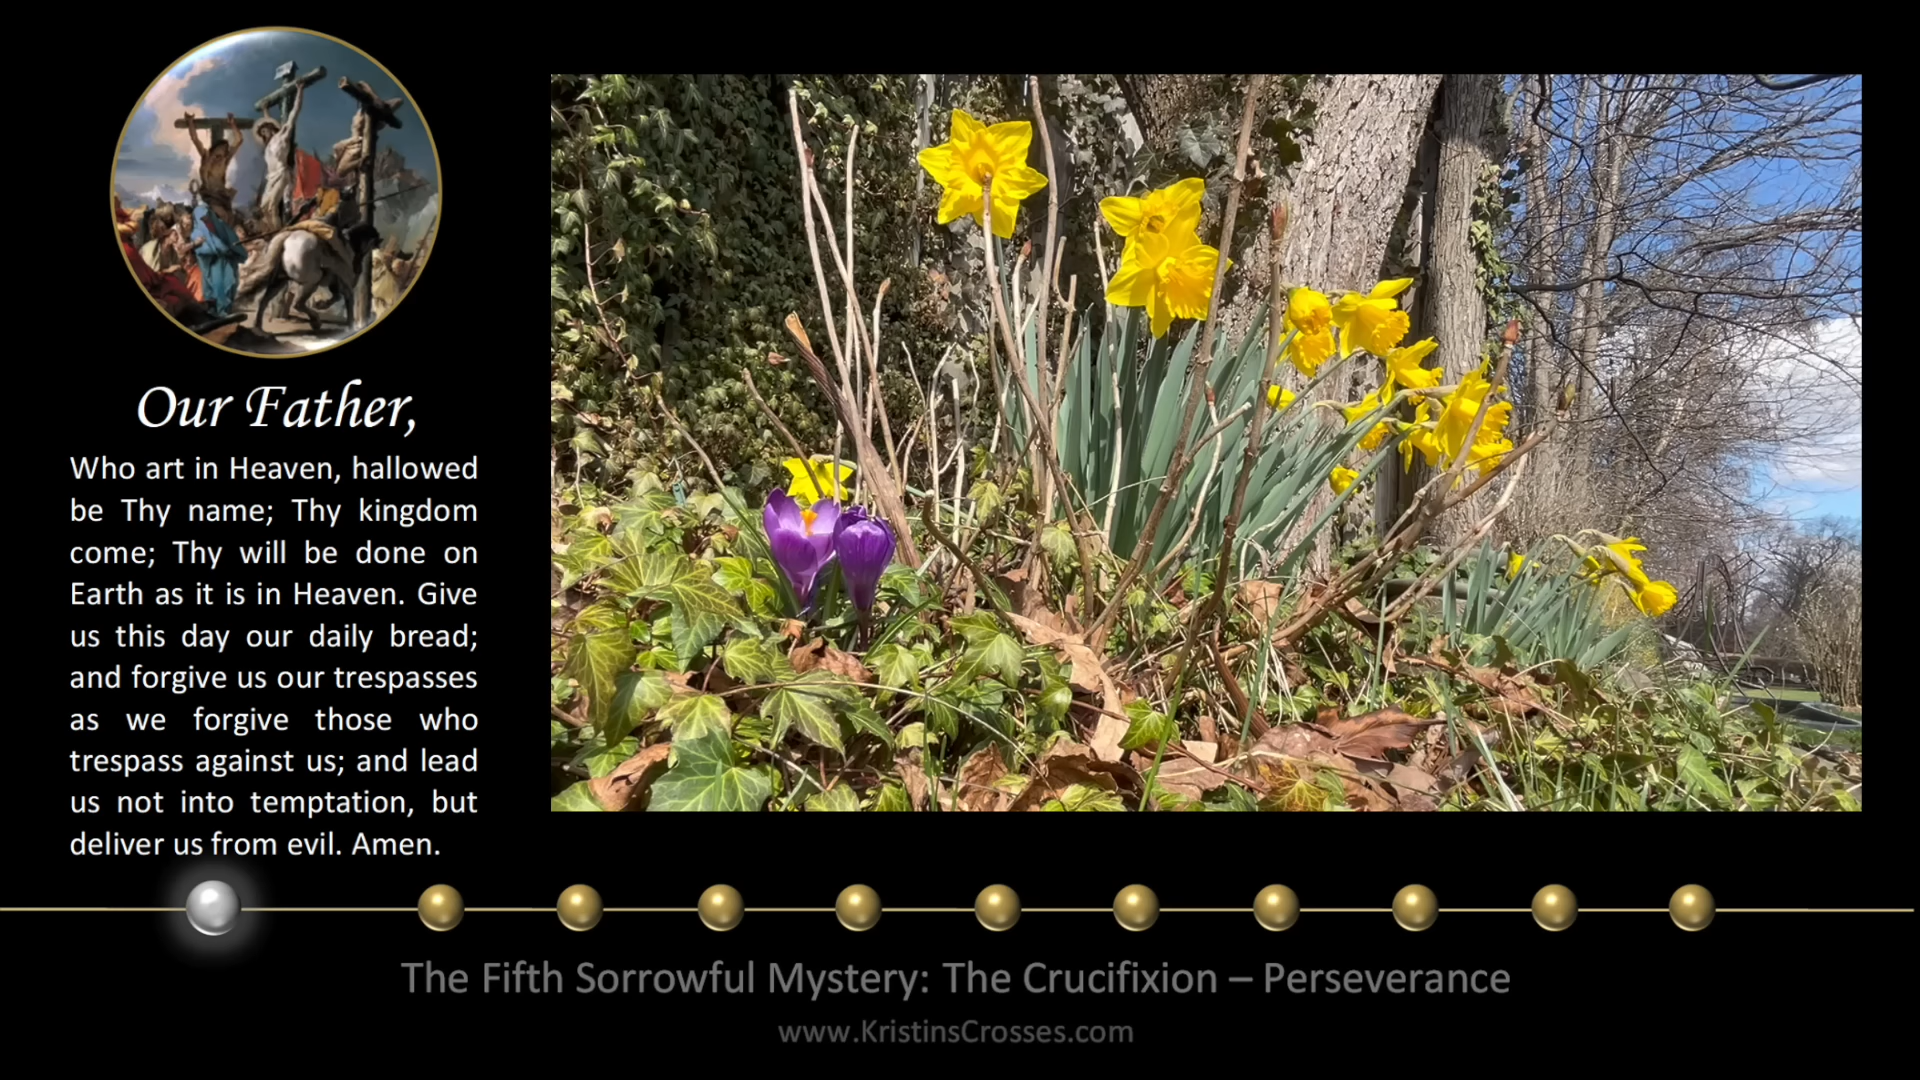 Our Father,
Who art in Heaven, hallowed
be Thy name; Thy kingdom
come; Thy will be done on
Earth as it is in Heaven. Give
us this day our daily bread;
and forgive us our trespasses
as we forgive those who
trespass against us; and lead
us not into temptation, but
deliver us from evil. Amen.
The Fifth Sorrowful Mystery: The Crucifixion – Perseverance
www.KristinsCrosses.com